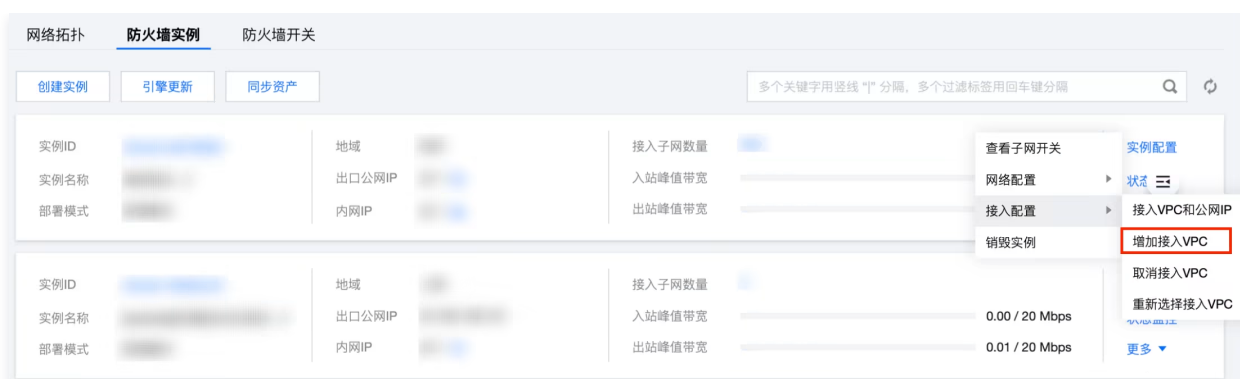 网络拓扑 防火墙实例 防火墙开关
创建实例 引擎更新 同步资产 多个关键字用竖线 "|" 分隔，多个过滤标签用回车键分隔
实例ID 地域 接入子网数量 查看子网开关 实例配置
实例名称 出口公网IP 入站峰值带宽 网络配置 状态
部署模式 内网IP 出站峰值带宽 接入配置 接入VPC和公网IP
销毁实例 增加接入VPC
取消接入VPC
实例ID 地域 接入子网数量 重新选择接入VPC
实例名称 出口公网IP 入站峰值带宽 0.00 / 20 Mbps 状态监控
部署模式 内网IP 出站峰值带宽 0.01 / 20 Mbps 更多